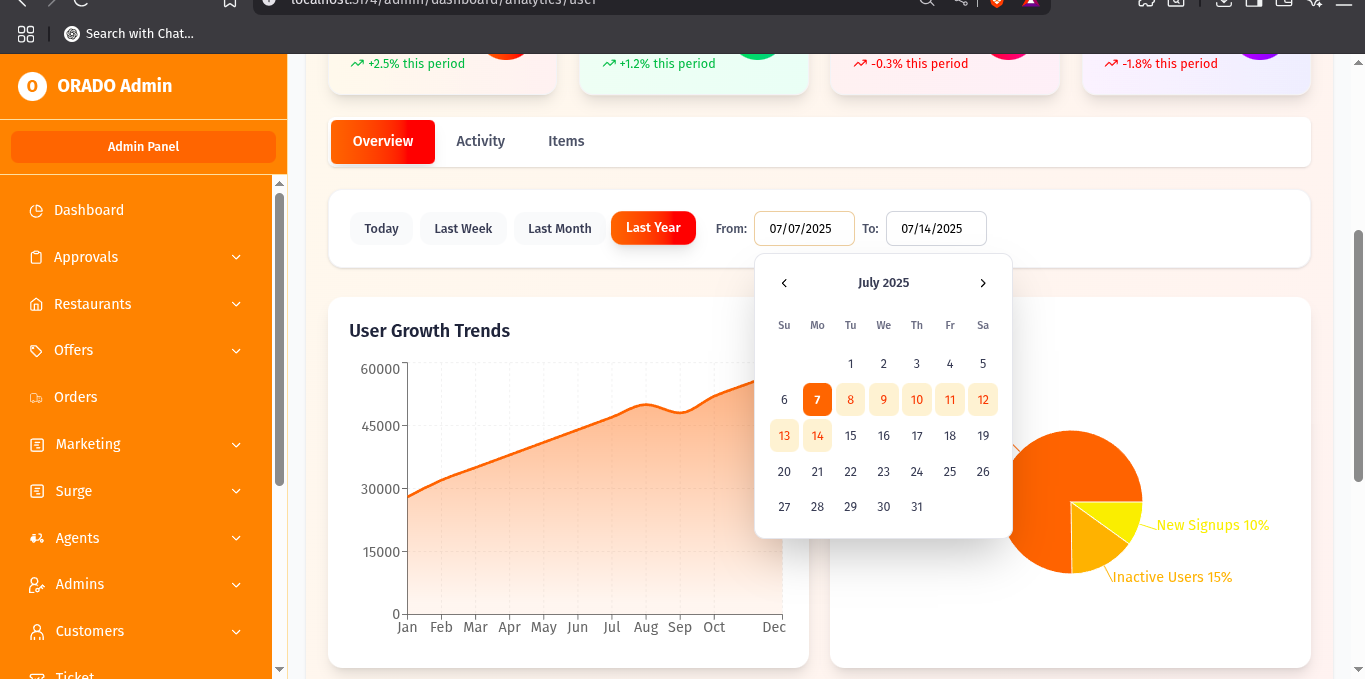 localhost:5174/admin/dashboard/analytics/user
Search with Chat...
O ORADO Admin
Admin Panel
Dashboard
Approvals
Restaurants
Offers
Orders
Marketing
Surge
Agents
Admins
Customers
Ticket
+2.5% this period
+1.2% this period
-0.3% this period
-1.8% this period
Overview Activity Items
Today Last Week Last Month Last Year From: 07/07/2025 To: 07/14/2025
July 2025
Su Mo Tu We Th Fr Sa
1 2 3 4 5
6 7 8 9 10 11 12
13 14 15 16 17 18 19
20 21 22 23 24 25 26
27 28 29 30 31
User Growth Trends
60000
45000
30000
15000
0
Jan Feb Mar Apr May Jun Jul Aug Sep Oct Dec
New Signups 10%
Inactive Users 15%